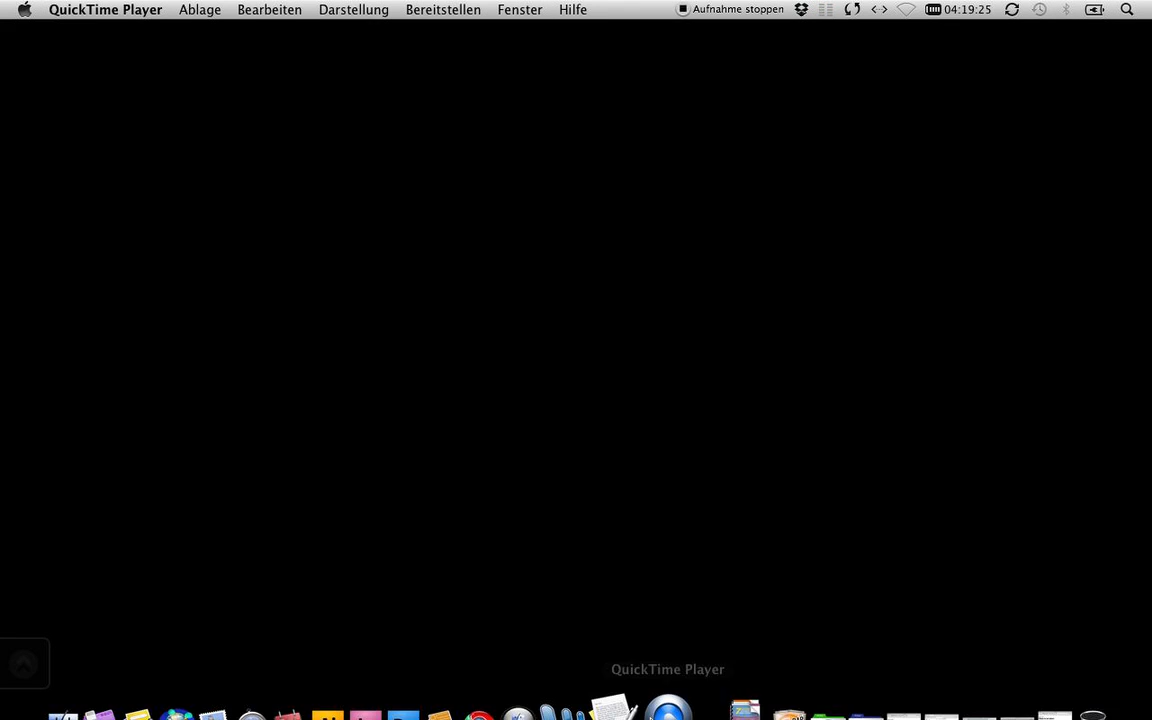 QuickTime Player Ablage Bearbeiten Darstellung Bereitstellen Fenster Hilfe Aufnahme stoppen 04:19:25
QuickTime Player